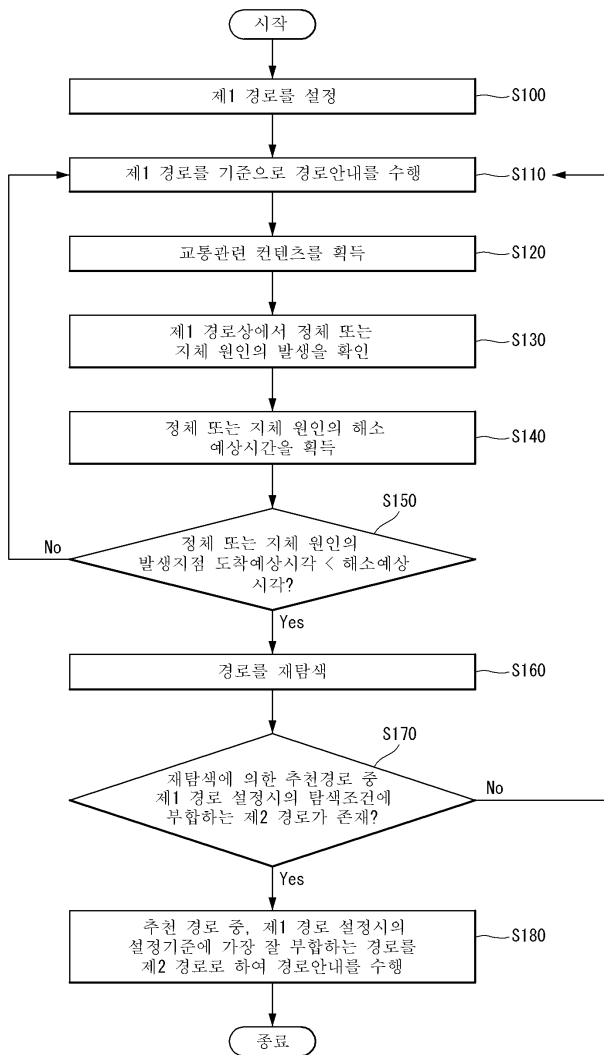 시작
제1 경로를 설정
S100
제1 경로를 기준으로 경로안내를 수행
S110
교통관련 컨텐츠를 획득
S120
제1 경로상에서 정체 또는
지체 원인의 발생을 확인
S130
정체 또는 지체 원인의 해소
예상시간을 획득
S140
S150
No
정체 또는 지체 원인의
발생지점 도착예상시각 < 해소예상
시각?
Yes
경로를 재탐색
S160
S170
재탐색에 의한 추천경로 중
제1 경로 설정시의 탐색조건에
부합하는 제2 경로가 존재?
No
Yes
추천 경로 중, 제1 경로 설정시의
설정기준에 가장 잘 부합하는 경로를
제2 경로로 하여 경로안내를 수행
S180
종료